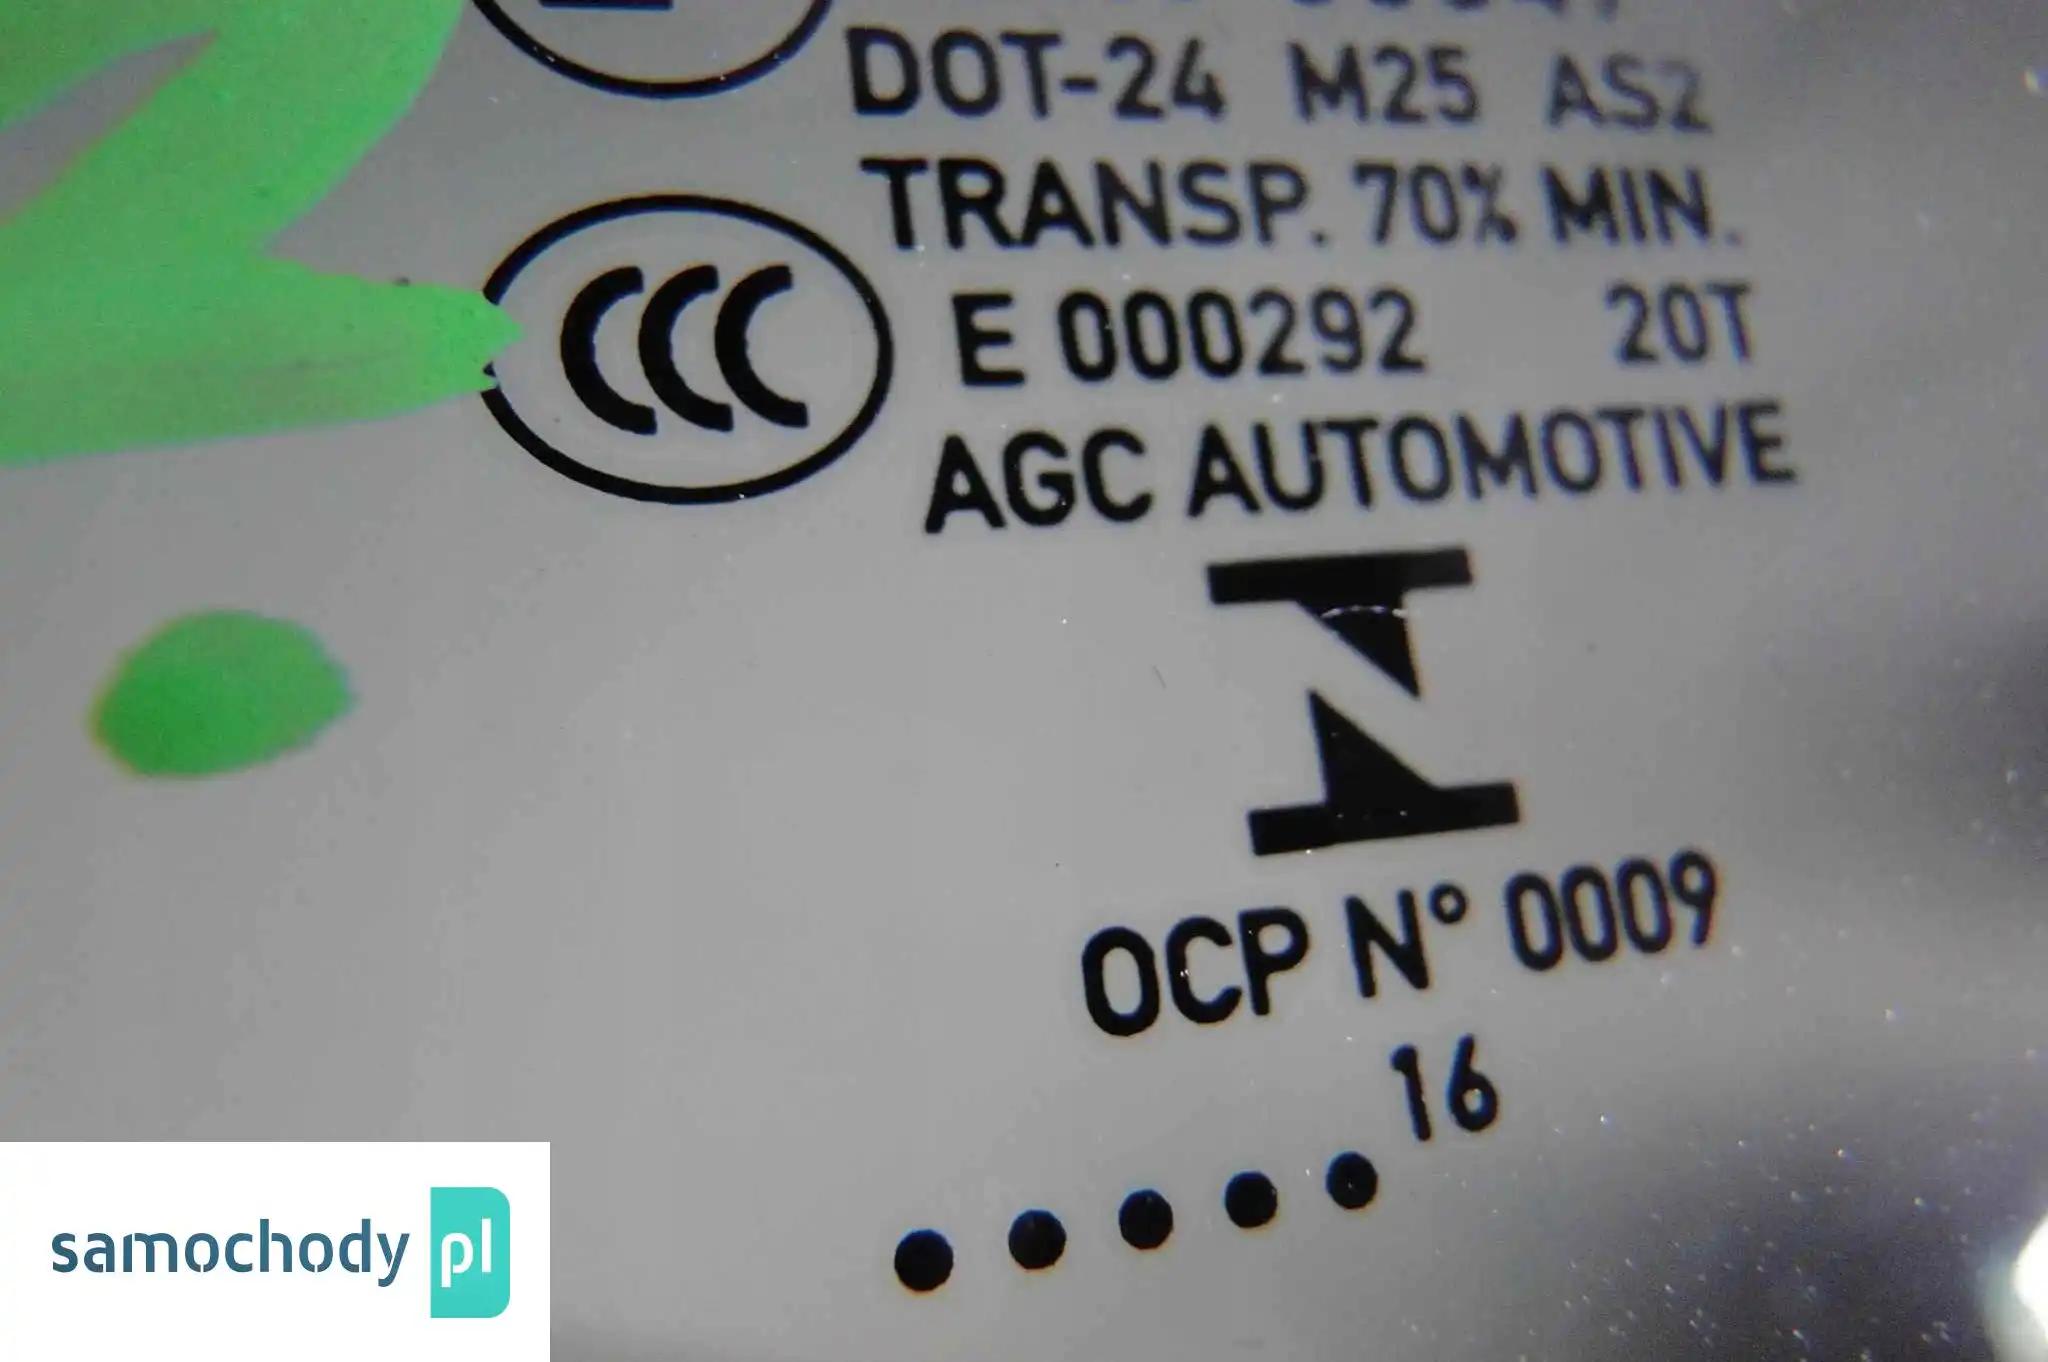 DOT-24 M25 AS2
TRANSP. 70% MIN.
CCC
E 000292 20T
AGC AUTOMOTIVE
N
OCP N° 0009
16
.....
samochody pl